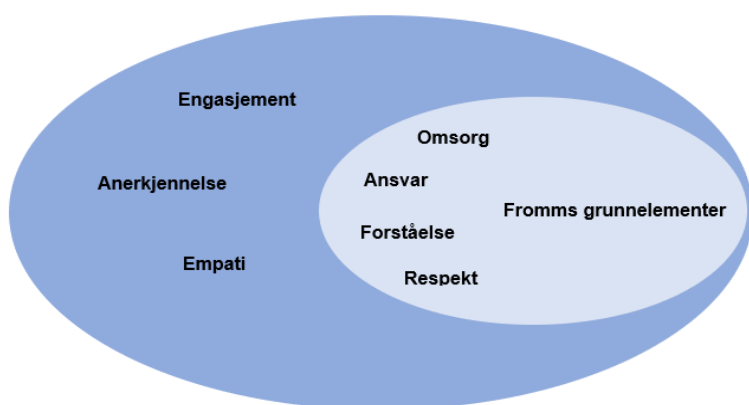 Engasjement
Omsorg
Anerkjennelse
Ansvar
Fromms grunnelementer
Forståelse
Empati
Respekt